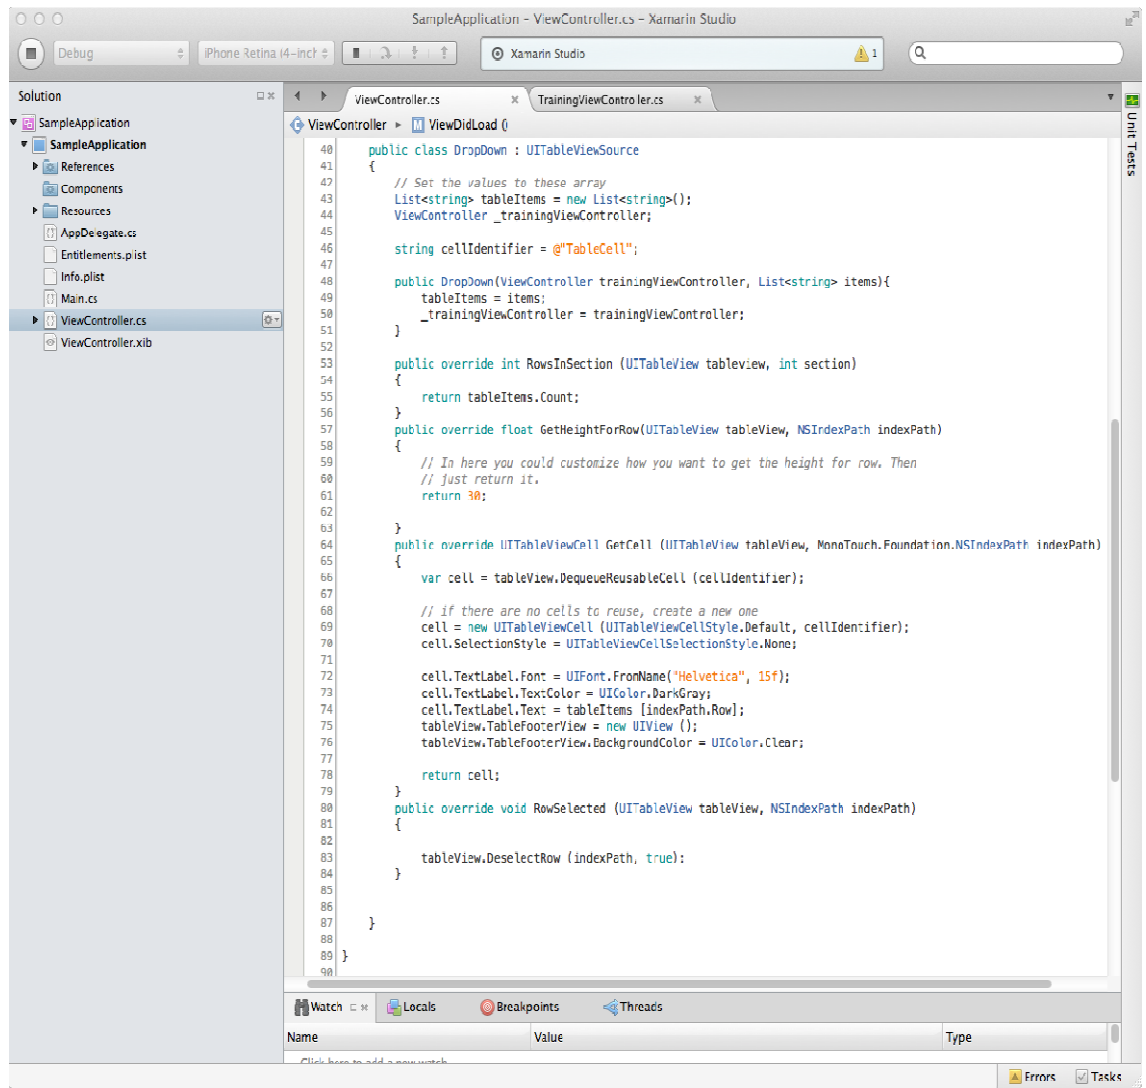 SampleApplication – ViewController.cs – Xamarin Studio
Debug
iPhone Retina (4-inch
Xamarin Studio
1
Solution
ViewController.cs
TrainingViewController.cs
SampleApplication
SampleApplication
References
Components
Resources
AppDelegate.cs
Entitlements.plist
Info.plist
Main.cs
ViewController.cs
ViewController.xib
ViewController ▸ M ViewDidLoad ()
Unit Tests
40 public class DropDown : UITableViewSource
41 {
42 // Set the values to these array
43 List<string> tableItems = new List<string>();
44 ViewController _trainingViewController;
45
46 string cellIdentifier = @"TableCell";
47
48 public DropDown(ViewController trainingViewController, List<string> items){
49 tableItems = items;
50 _trainingViewController = trainingViewController;
51 }
52
53 public override int RowsInSection (UITableView tableview, int section)
54 {
55 return tableItems.Count;
56 }
57 public override float GetHeightForRow(UITableView tableView, NSIndexPath indexPath)
58 {
59 // In here you could customize how you want to get the height for row. Then
60 // just return it.
61 return 30;
62
63 }
64 public override UITableViewCell GetCell (UITableView tableView, MonoTouch.Foundation.NSIndexPath indexPath)
65 {
66 var cell = tableView.DequeueReusableCell (cellIdentifier);
67
68 // if there are no cells to reuse, create a new one
69 cell = new UITableViewCell (UITableViewCellStyle.Default, cellIdentifier);
70 cell.SelectionStyle = UITableViewCellSelectionStyle.None;
71
72 cell.TextLabel.Font = UIFont.FromName("Helvetica", 15f);
73 cell.TextLabel.TextColor = UIColor.DarkGray;
74 cell.TextLabel.Text = tableItems [indexPath.Row];
75 tableView.TableFooterView = new UIView ();
76 tableView.TableFooterView.BackgroundColor = UIColor.Clear;
77
78 return cell;
79 }
80 public override void RowSelected (UITableView tableView, NSIndexPath indexPath)
81 {
82
83 tableView.DeselectRow (indexPath, true);
84 }
85
86
87 }
88
89 }
90
Watch
Locals
Breakpoints
Threads
Name
Value
Type
Click here to add a new watch
Errors
Tasks